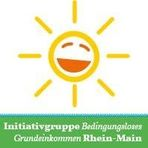 Initiativgruppe Bedingungsloses
Grundeinkommen Rhein-Main